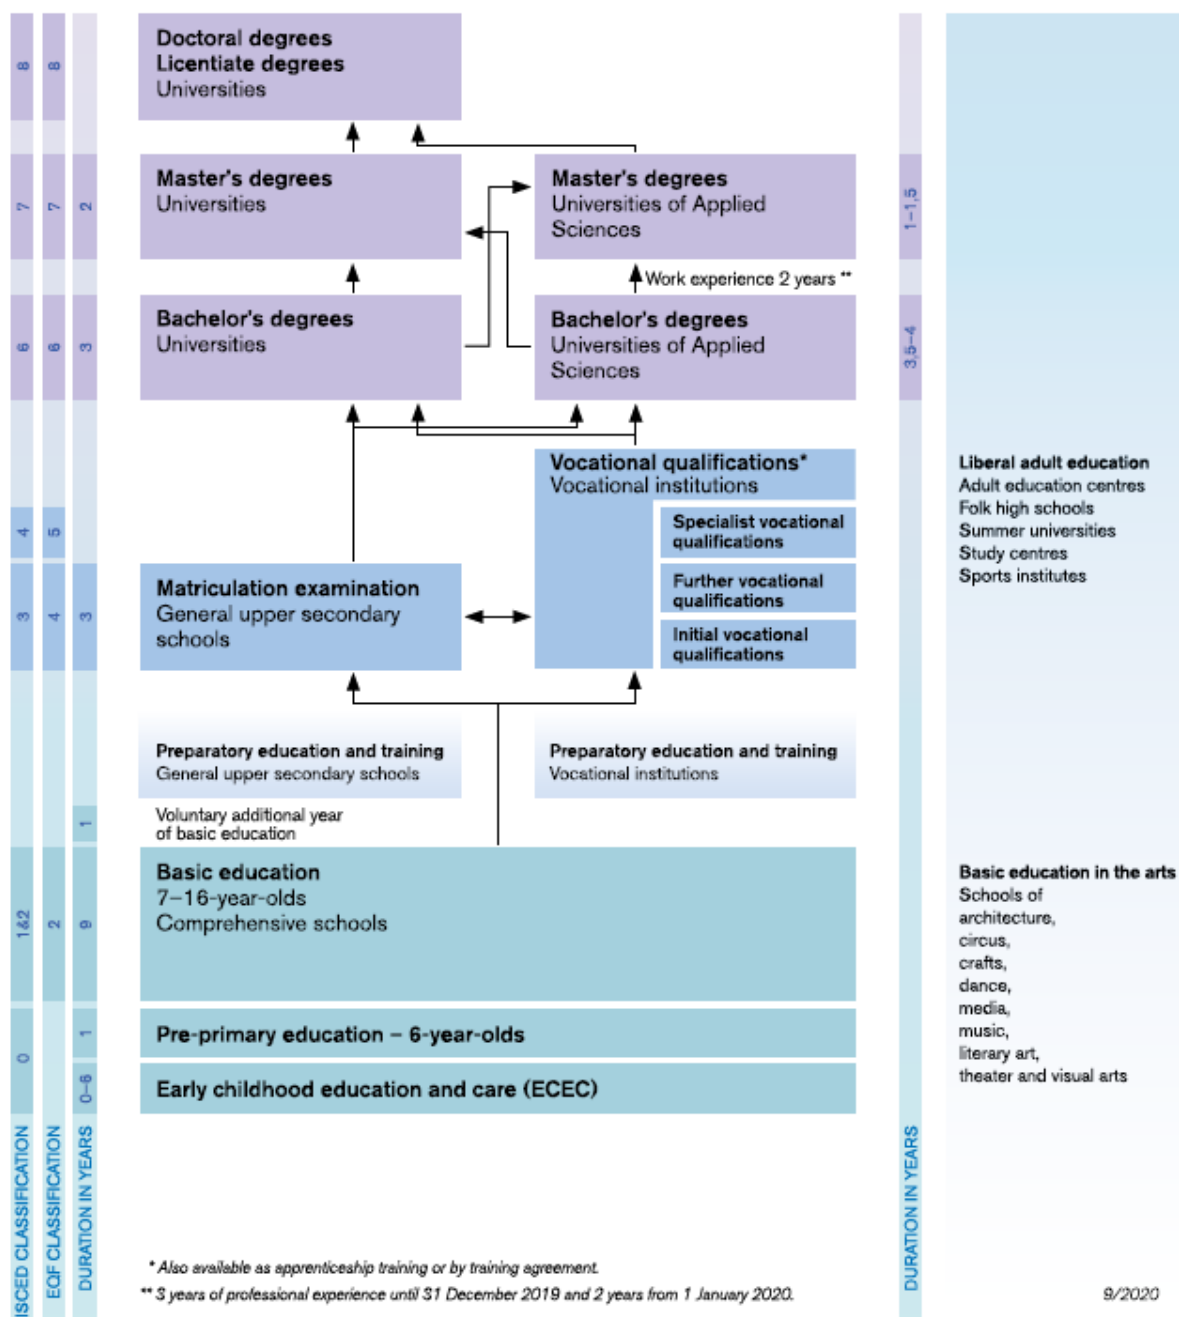 Doctoral degrees
Licentiate degrees
Universities
8
8
Master's degrees
Universities
Master's degrees
Universities of Applied
Sciences
7
7
2
1–1,5
Work experience 2 years **
Bachelor's degrees
Universities
Bachelor's degrees
Universities of Applied
Sciences
6
6
3
3,5–4
Vocational qualifications*
Vocational institutions
Specialist vocational
qualifications
Further vocational
qualifications
Initial vocational
qualifications
4
5
Matriculation examination
General upper secondary
schools
3
4
3
Preparatory education and training
General upper secondary schools
Preparatory education and training
Vocational institutions
Voluntary additional year
of basic education
1
Basic education
7–16-year-olds
Comprehensive schools
1&2
2
9
Pre-primary education – 6-year-olds
1
0
Early childhood education and care (ECEC)
0–6
ISCED CLASSIFICATION
EQF CLASSIFICATION
DURATION IN YEARS
DURATION IN YEARS
Liberal adult education
Adult education centres
Folk high schools
Summer universities
Study centres
Sports institutes
Basic education in the arts
Schools of
architecture,
circus,
crafts,
dance,
media,
music,
literary art,
theater and visual arts
* Also available as apprenticeship training or by training agreement.
** 3 years of professional experience until 31 December 2019 and 2 years from 1 January 2020.
9/2020